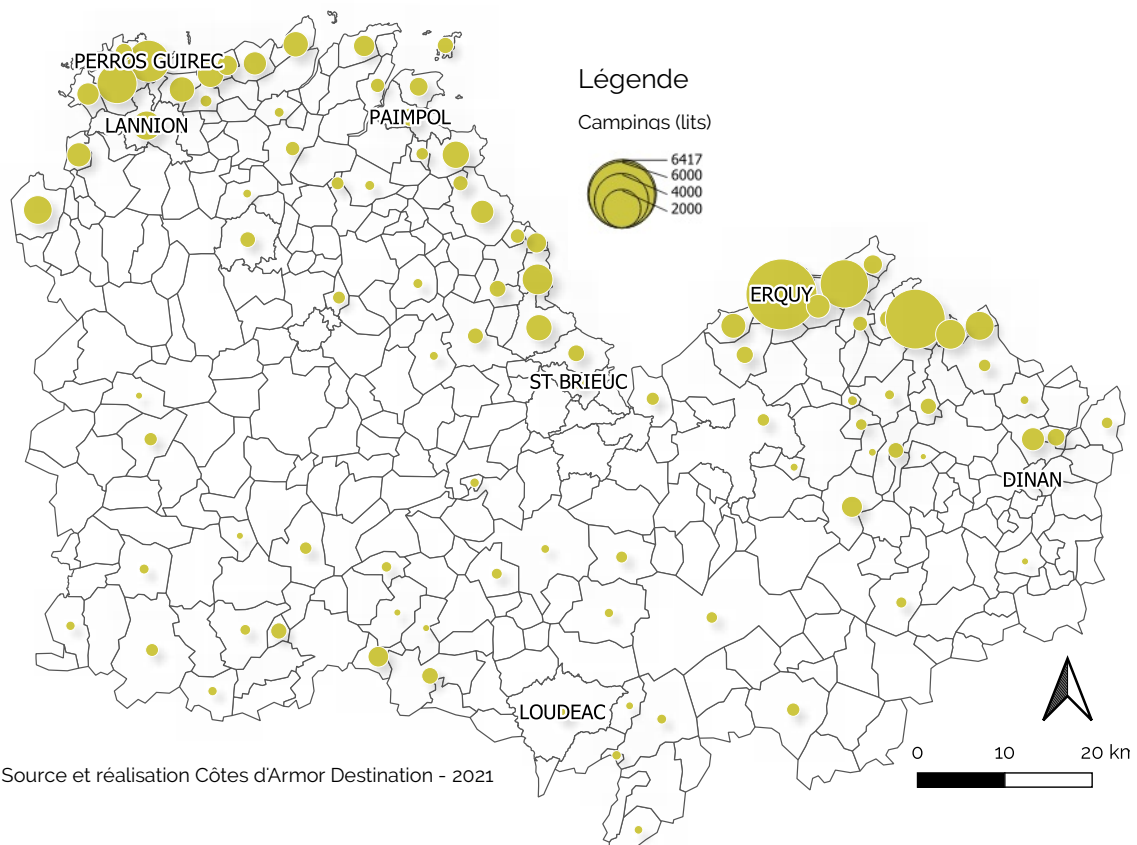 PERROS GUIREC
LANNION
PAIMPOL
Légende
Campings (lits)
6417
6000
4000
2000
ERQUY
ST BRIEUC
DINAN
LOUDEAC
0 10 20 km
Source et réalisation Côtes d'Armor Destination - 2021